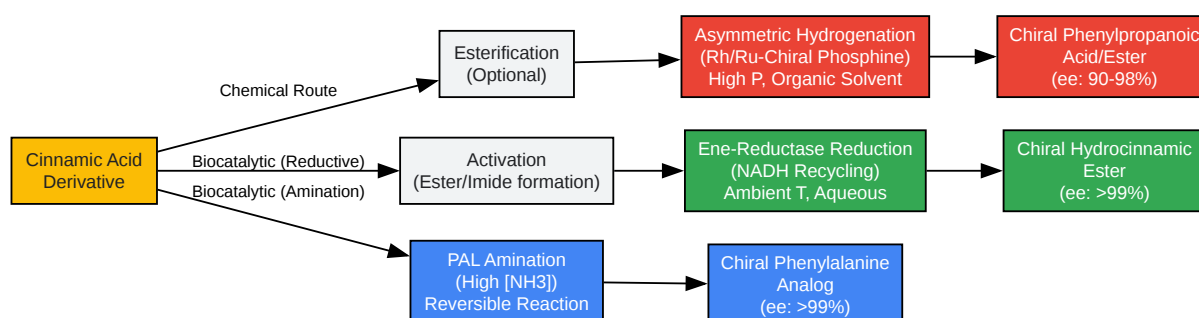 Cinnamic Acid
Derivative
Chemical Route
Biocatalytic (Reductive)
Biocatalytic (Amination)
Esterification
(Optional)
Asymmetric Hydrogenation
(Rh/Ru-Chiral Phosphine)
High P, Organic Solvent
Chiral Phenylpropanoic
Acid/Ester
(ee: 90-98%)
Activation
(Ester/Imide formation)
Ene-Reductase Reduction
(NADH Recycling)
Ambient T, Aqueous
Chiral Hydrocinnamic
Ester
(ee: >99%)
PAL Amination
(High [NH3])
Reversible Reaction
Chiral Phenylalanine
Analog
(ee: >99%)